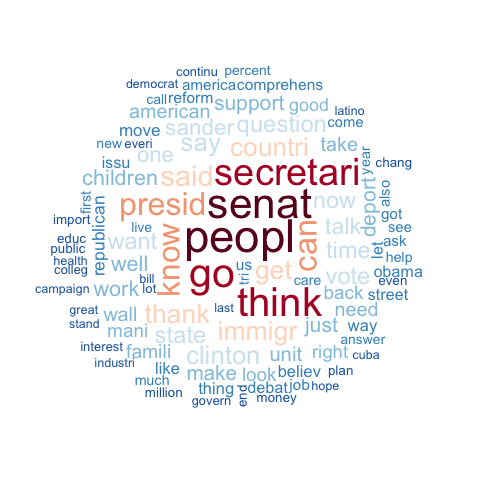 continu percent
democrat america comprehens
call reform support good latino
american
move sander question come
new everi say take
issu one countri chang
children said secretari year
first presid senat now deport also
import republican want live know peopl can talk got
educ see
public well us get time let ask
health go tri help
colleg bill care vote obama
campaign work lot think back even
street
great wall thank last need
stand mani state immigr just way
answer
interest famili clinton unit right cuba
industri like make look believ plan
much thing debat job hope
million end money
govern